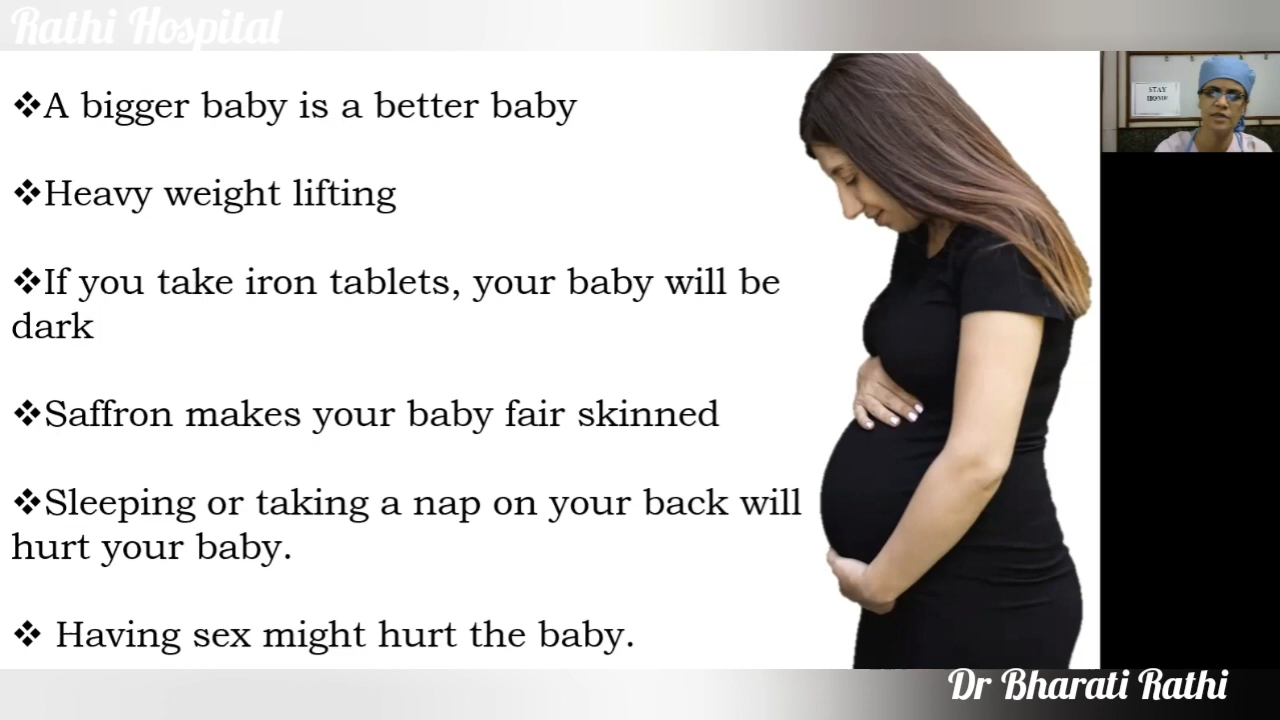 Rathi Hospital
❖A bigger baby is a better baby
STAY
HOME
❖Heavy weight lifting
❖If you take iron tablets, your baby will be
dark
❖Saffron makes your baby fair skinned
❖Sleeping or taking a nap on your back will
hurt your baby.
❖ Having sex might hurt the baby.
Dr Bharati Rathi